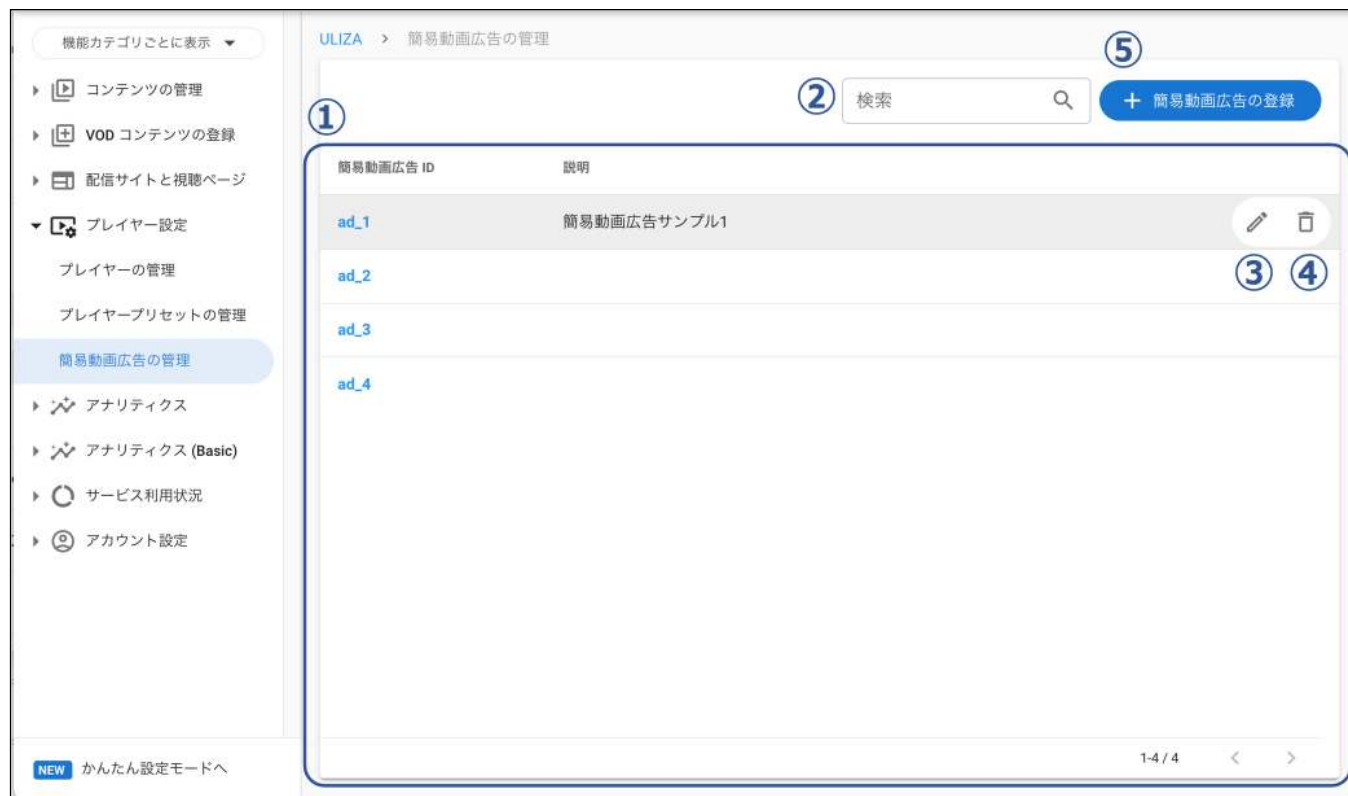 機能カテゴリごとに表示
コンテンツの管理
VOD コンテンツの登録
配信サイトと視聴ページ
プレイヤー設定
プレイヤーの管理
プレイヤープリセットの管理
簡易動画広告の管理
アナリティクス
アナリティクス (Basic)
サービス利用状況
アカウント設定
NEW かんたん設定モードへ
ULIZA > 簡易動画広告の管理
⑤
② 検索 + 簡易動画広告の登録
①
簡易動画広告 ID 説明
ad_1 簡易動画広告サンプル1
ad_2 ③ ④
ad_3
ad_4
1-4 / 4 < >